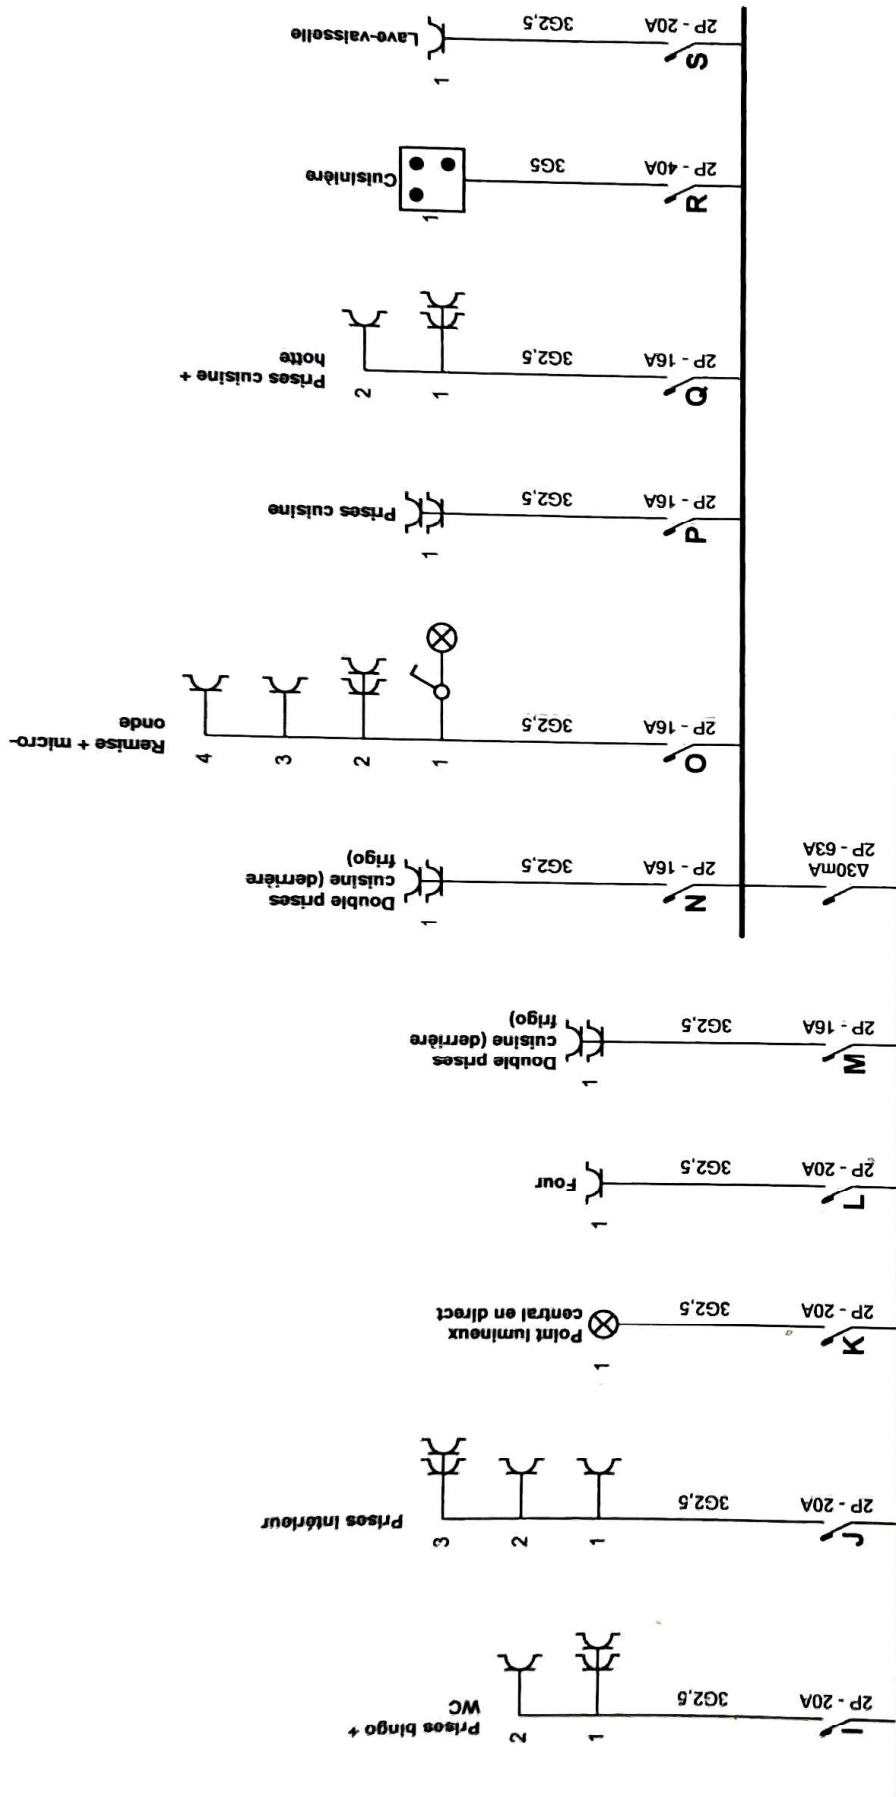 Prises bingo +
WC
2
1
3G2,5
2P - 20A
I
Prises intérieur
3
2
1
3G2,5
2P - 20A
J
Point lumineux
central en direct
1
3G2,5
2P - 20A
K
Four
1
3G2,5
2P - 20A
L
Double prises
cuisine (derrière
frigo)
1
3G2,5
2P - 16A
M
Double prises
cuisine (derrière
frigo)
1
3G2,5
2P - 16A
N
Δ30mA
2P - 63A
Remise + micro-
onde
4
3
2
1
3G2,5
2P - 16A
O
Prises cuisine
1
3G2,5
2P - 16A
P
Prises cuisine +
hotte
2
1
3G2,5
2P - 16A
Q
Cuisinière
1
3G5
2P - 40A
R
Lave-vaisselle
1
3G2,5
2P - 20A
S